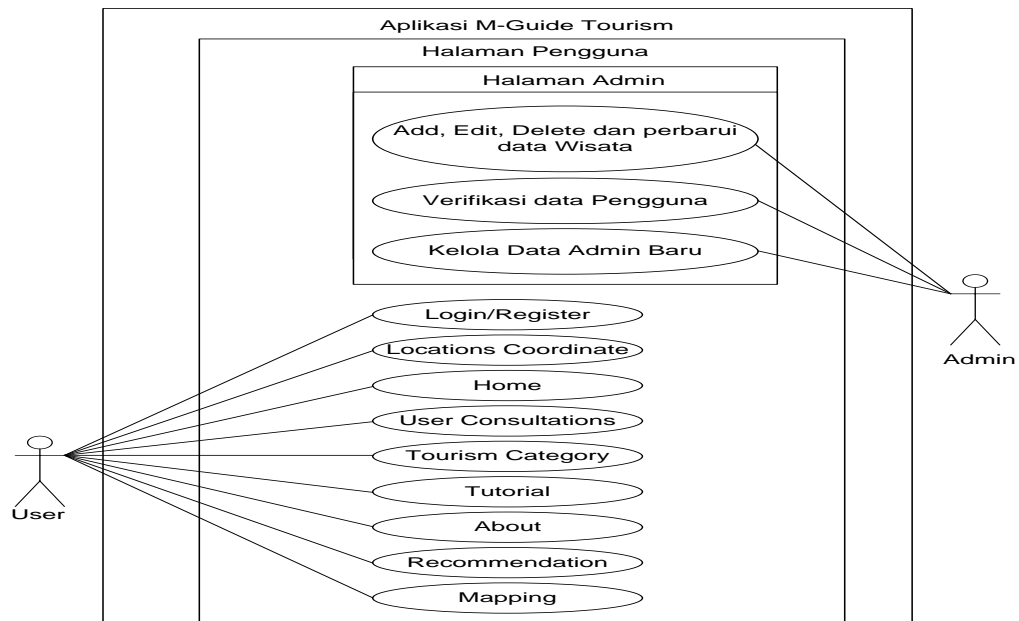 Aplikasi M-Guide Tourism
Halaman Pengguna
Halaman Admin
Add, Edit, Delete dan perbarui
data Wisata
Verifikasi data Pengguna
Kelola Data Admin Baru
Login/Register
Locations Coordinate
Home
User Consultations
Tourism Category
Tutorial
About
Recommendation
Mapping
User
Admin